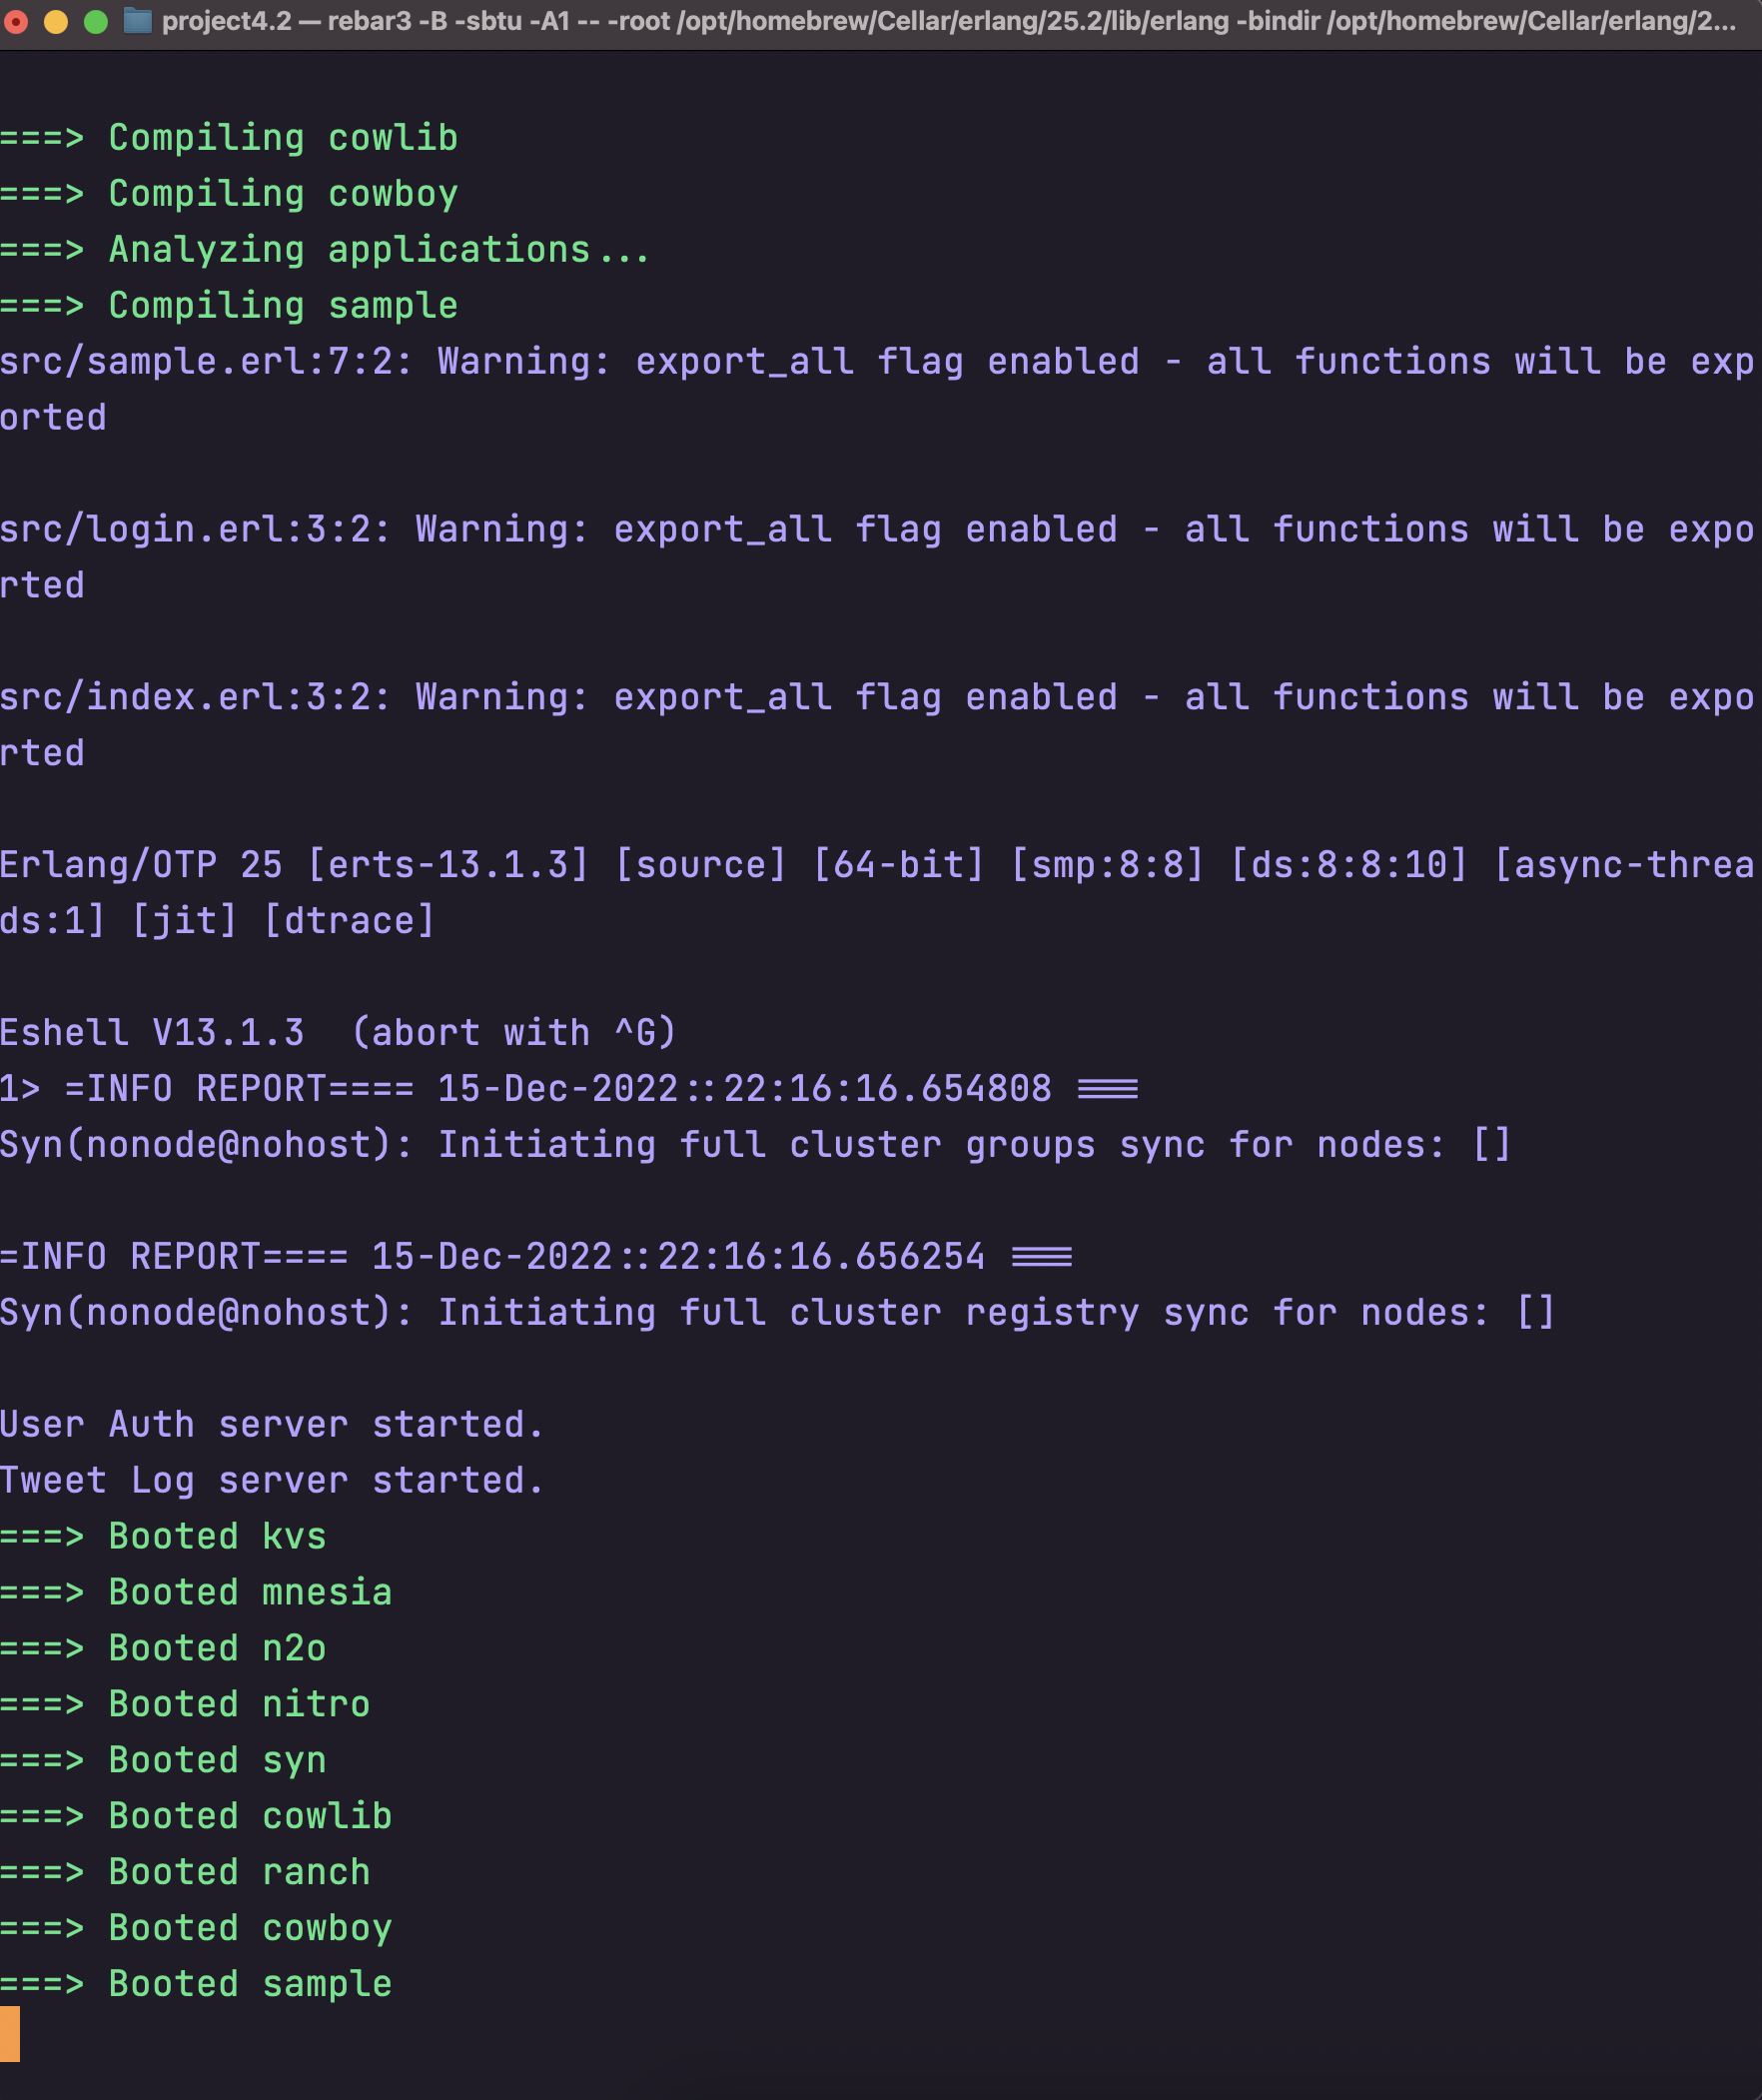 project4.2 — rebar3 -B -sbtu -A1 -- -root /opt/homebrew/Cellar/erlang/25.2/lib/erlang -bindir /opt/homebrew/Cellar/erlang/2...
===> Compiling cowlib
===> Compiling cowboy
===> Analyzing applications...
===> Compiling sample
src/sample.erl:7:2: Warning: export_all flag enabled - all functions will be exp
orted
src/login.erl:3:2: Warning: export_all flag enabled - all functions will be expo
rted
src/index.erl:3:2: Warning: export_all flag enabled - all functions will be expo
rted
Erlang/OTP 25 [erts-13.1.3] [source] [64-bit] [smp:8:8] [ds:8:8:10] [async-threa
ds:1] [jit] [dtrace]
Eshell V13.1.3  (abort with ^G)
1> =INFO REPORT==== 15-Dec-2022::22:16:16.654808 ===
Syn(nonode@nohost): Initiating full cluster groups sync for nodes: []
=INFO REPORT==== 15-Dec-2022::22:16:16.656254 ===
Syn(nonode@nohost): Initiating full cluster registry sync for nodes: []
User Auth server started.
Tweet Log server started.
===> Booted kvs
===> Booted mnesia
===> Booted n2o
===> Booted nitro
===> Booted syn
===> Booted cowlib
===> Booted ranch
===> Booted cowboy
===> Booted sample